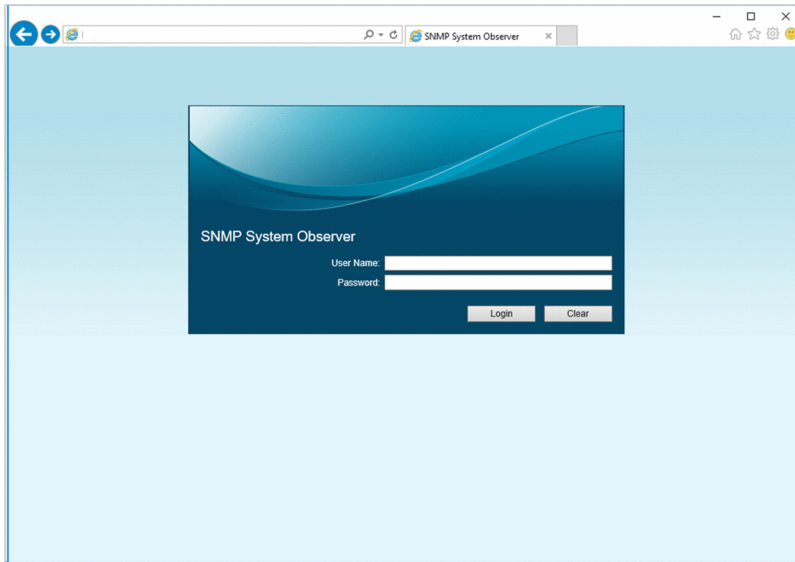 SNMP System Observer
SNMP System Observer
User Name:
Password:
Login Clear